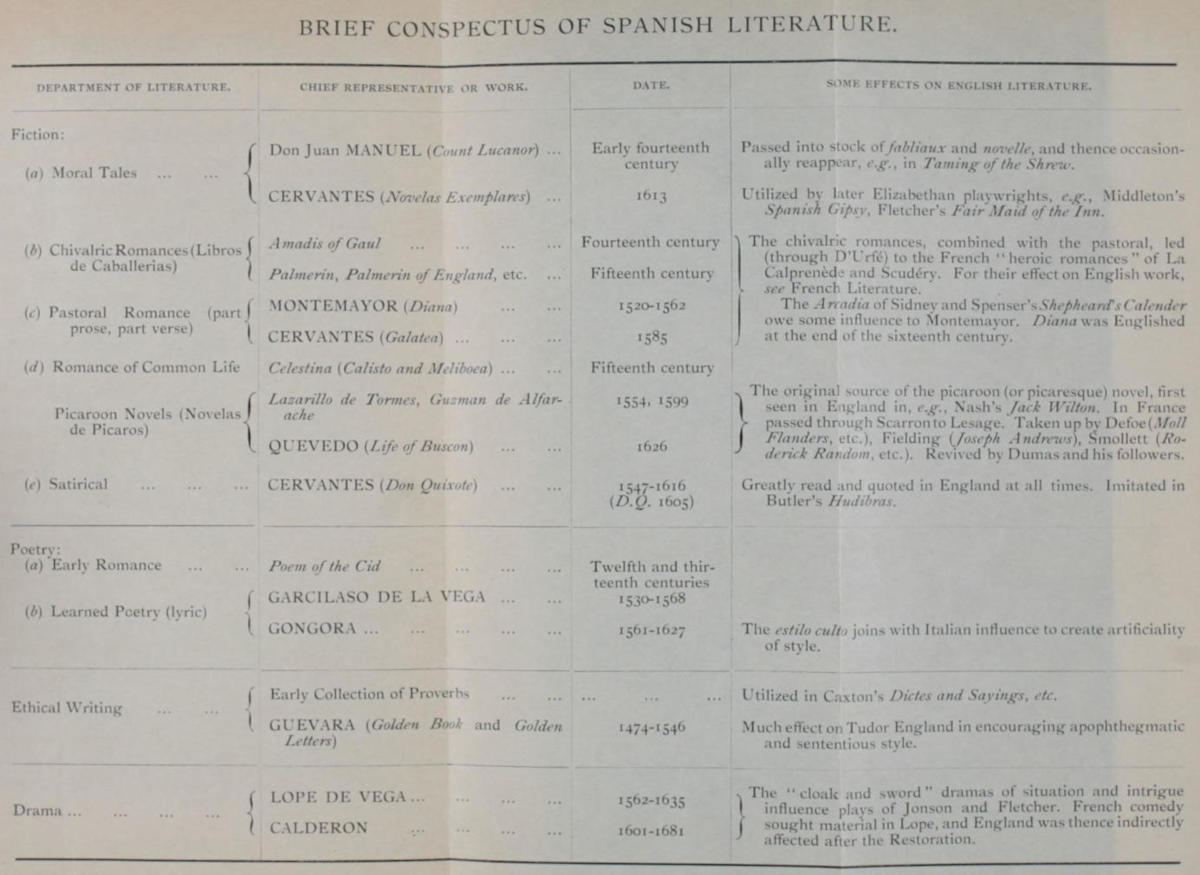 BRIEF CONSPECTUS OF SPANISH LITERATURE.
DEPARTMENT OF LITERATURE. CHIEF REPRESENTATIVE OR WORK. DATE. SOME EFFECTS ON ENGLISH LITERATURE.
Fiction:
(a) Moral Tales ... ...
Don Juan MANUEL (Count Lucanor) ...
Early fourteenth
century
Passed into stock of fabliaux and novelle, and thence occasion-
ally reappear, e.g., in Taming of the Shrew.
CERVANTES (Novelas Exemplares) ...
1613
Utilized by later Elizabethan playwrights, e.g., Middleton's
Spanish Gipsy, Fletcher's Fair Maid of the Inn.
(b) Chivalric Romances (Libros
de Caballerias)
Amadis of Gaul ... ... ... ...
Fourteenth century
Palmerin, Palmerin of England, etc. ...
Fifteenth century
The chivalric romances, combined with the pastoral, led
(through D'Urfé) to the French "heroic romances" of La
Calprenède and Scudéry. For their effect on English work,
see French Literature.
(c) Pastoral Romance (part
prose, part verse)
MONTEMAYOR (Diana) ... ...
1520-1562
CERVANTES (Galatea) ... ... ...
1585
The Arcadia of Sidney and Spenser's Shepheard's Calender
owe some influence to Montemayor. Diana was Englished
at the end of the sixteenth century.
(d) Romance of Common Life
Celestina (Calisto and Meliboea) ... ...
Fifteenth century
Picaroon Novels (Novelas
de Picaros)
Lazarillo de Tormes, Guzman de Alfar-
ache
1554, 1599
QUEVEDO (Life of Buscon) ... ...
1626
The original source of the picaroon (or picaresque) novel, first
seen in England in, e.g., Nash's Jack Wilton. In France
passed through Scarron to Lesage. Taken up by Defoe (Moll
Flanders, etc.), Fielding (Joseph Andrews), Smollett (Ro-
derick Random, etc.). Revived by Dumas and his followers.
(e) Satirical ... ... ...
CERVANTES (Don Quixote) ... ...
1547-1616
(D.Q. 1605)
Greatly read and quoted in England at all times. Imitated in
Butler's Hudibras.
Poetry:
(a) Early Romance ... ...
Poem of the Cid ... ... ... ...
Twelfth and thir-
teenth centuries
(b) Learned Poetry (lyric)
GARCILASO DE LA VEGA ... ...
1530-1568
GONGORA ... ... ... ... ...
1561-1627
The estilo culto joins with Italian influence to create artificiality
of style.
Ethical Writing ... ...
Early Collection of Proverbs ... ...
... ... ...
Utilized in Caxton's Dictes and Sayings, etc.
GUEVARA (Golden Book and Golden
Letters)
1474-1546
Much effect on Tudor England in encouraging apophthegmatic
and sententious style.
Drama ... ... ... ...
LOPE DE VEGA ... ... ... ...
1562-1635
CALDERON ... ... ... ...
1601-1681
The "cloak and sword" dramas of situation and intrigue
influence plays of Jonson and Fletcher. French comedy
sought material in Lope, and England was thence indirectly
affected after the Restoration.